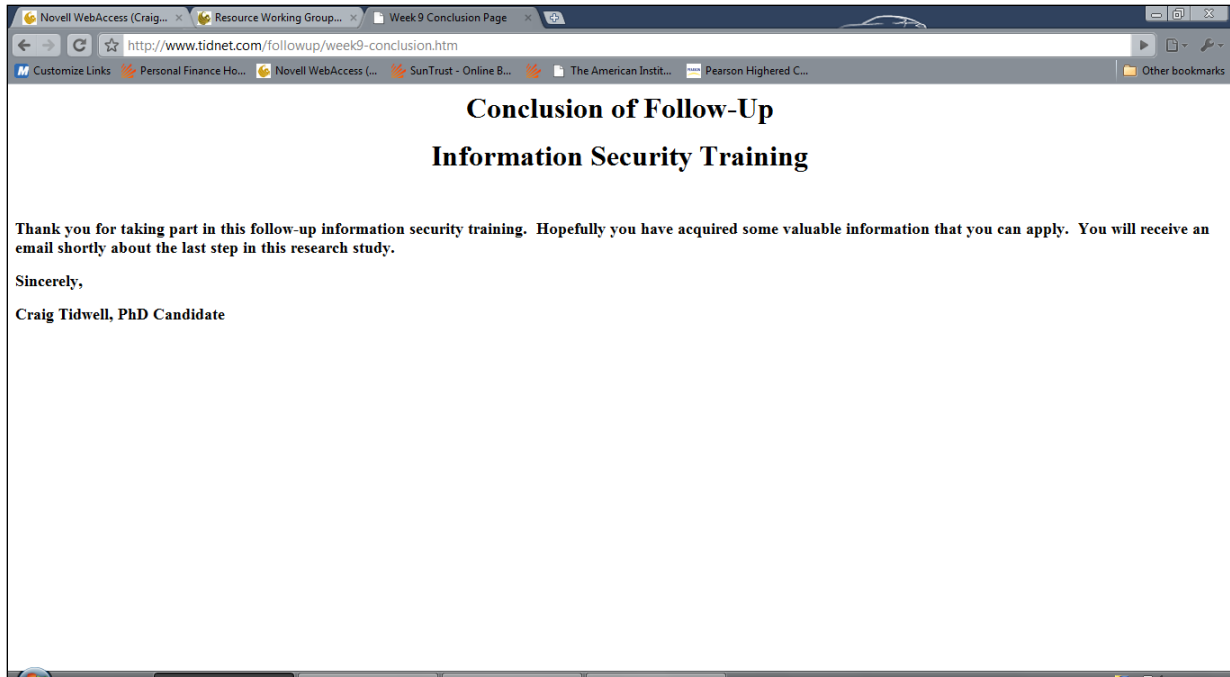 Novell WebAccess (Craig... Resource Working Group... Week 9 Conclusion Page
http://www.tidnet.com/followup/week9-conclusion.htm
Customize Links Personal Finance Ho... Novell WebAccess (... SunTrust - Online B... The American Instit... Pearson Highered C... Other bookmarks
Conclusion of Follow-Up
Information Security Training
Thank you for taking part in this follow-up information security training. Hopefully you have acquired some valuable information that you can apply. You will receive an
email shortly about the last step in this research study.
Sincerely,
Craig Tidwell, PhD Candidate